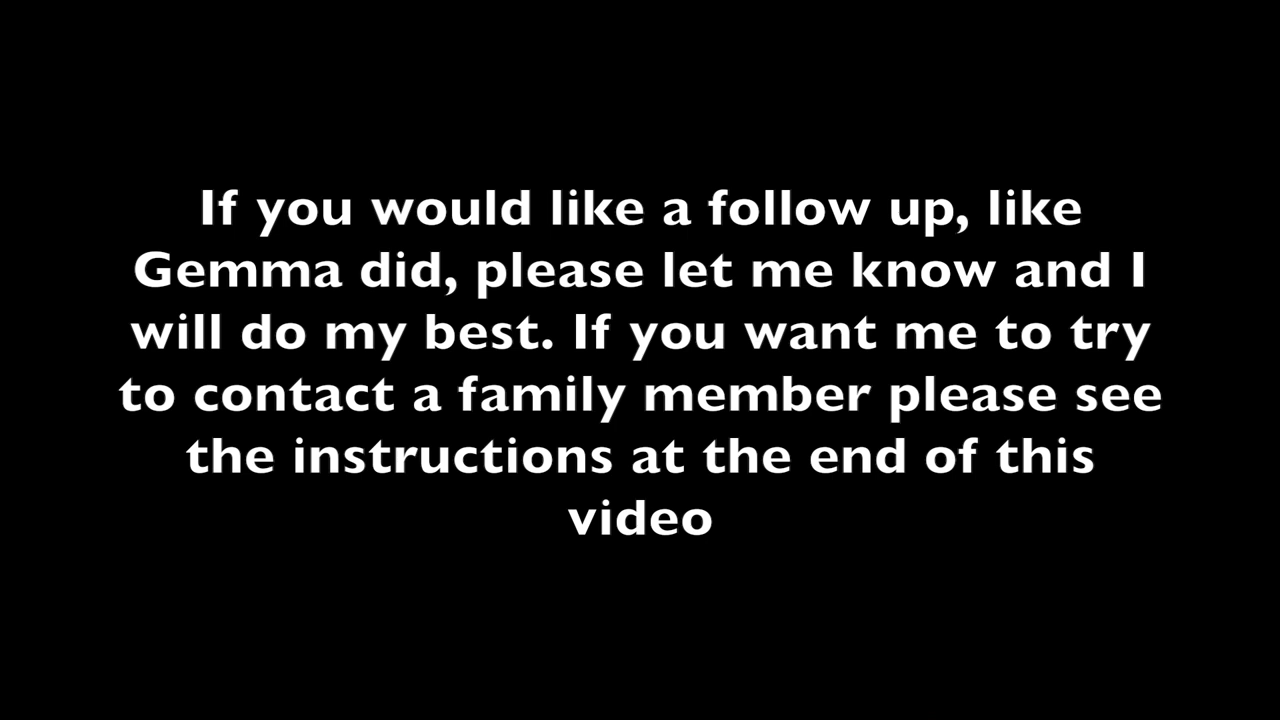 If you would like a follow up, like
Gemma did, please let me know and I
will do my best. If you want me to try
to contact a family member please see
the instructions at the end of this
video